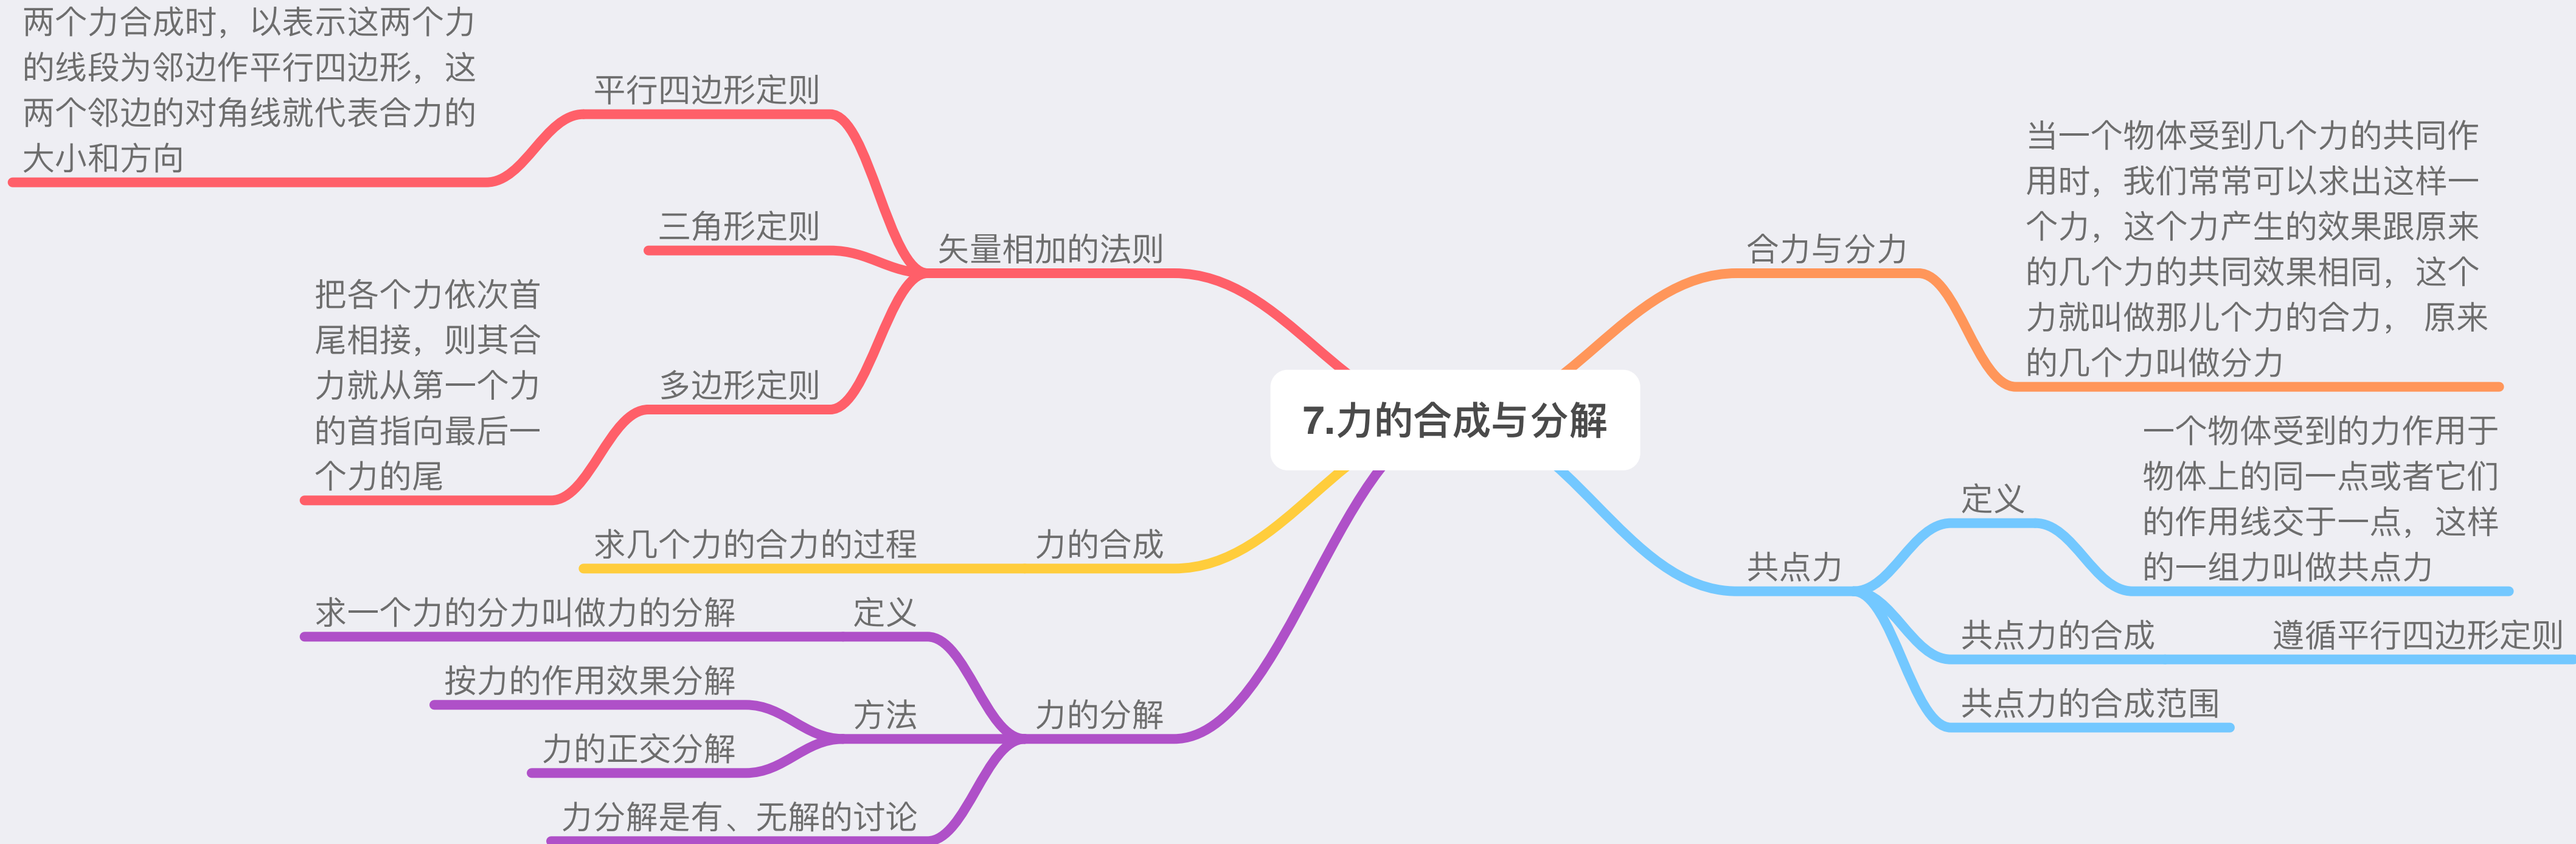 7.力的合成与分解
合力与分力
当一个物体受到几个力的共同作
用时，我们常常可以求出这样一
个力，这个力产生的效果跟原来
的几个力的共同效果相同，这个
力就叫做那儿个力的合力， 原来
的几个力叫做分力
共点力
定义
一个物体受到的力作用于
物体上的同一点或者它们
的作用线交于一点，这样
的一组力叫做共点力
共点力的合成
遵循平行四边形定则
共点力的合成范围
矢量相加的法则
平行四边形定则
两个力合成时，以表示这两个力
的线段为邻边作平行四边形，这
两个邻边的对角线就代表合力的
大小和方向
三角形定则
多边形定则
把各个力依次首
尾相接，则其合
力就从第一个力
的首指向最后一
个力的尾
力的合成
求几个力的合力的过程
力的分解
定义
求一个力的分力叫做力的分解
方法
按力的作用效果分解
力的正交分解
力分解是有、无解的讨论